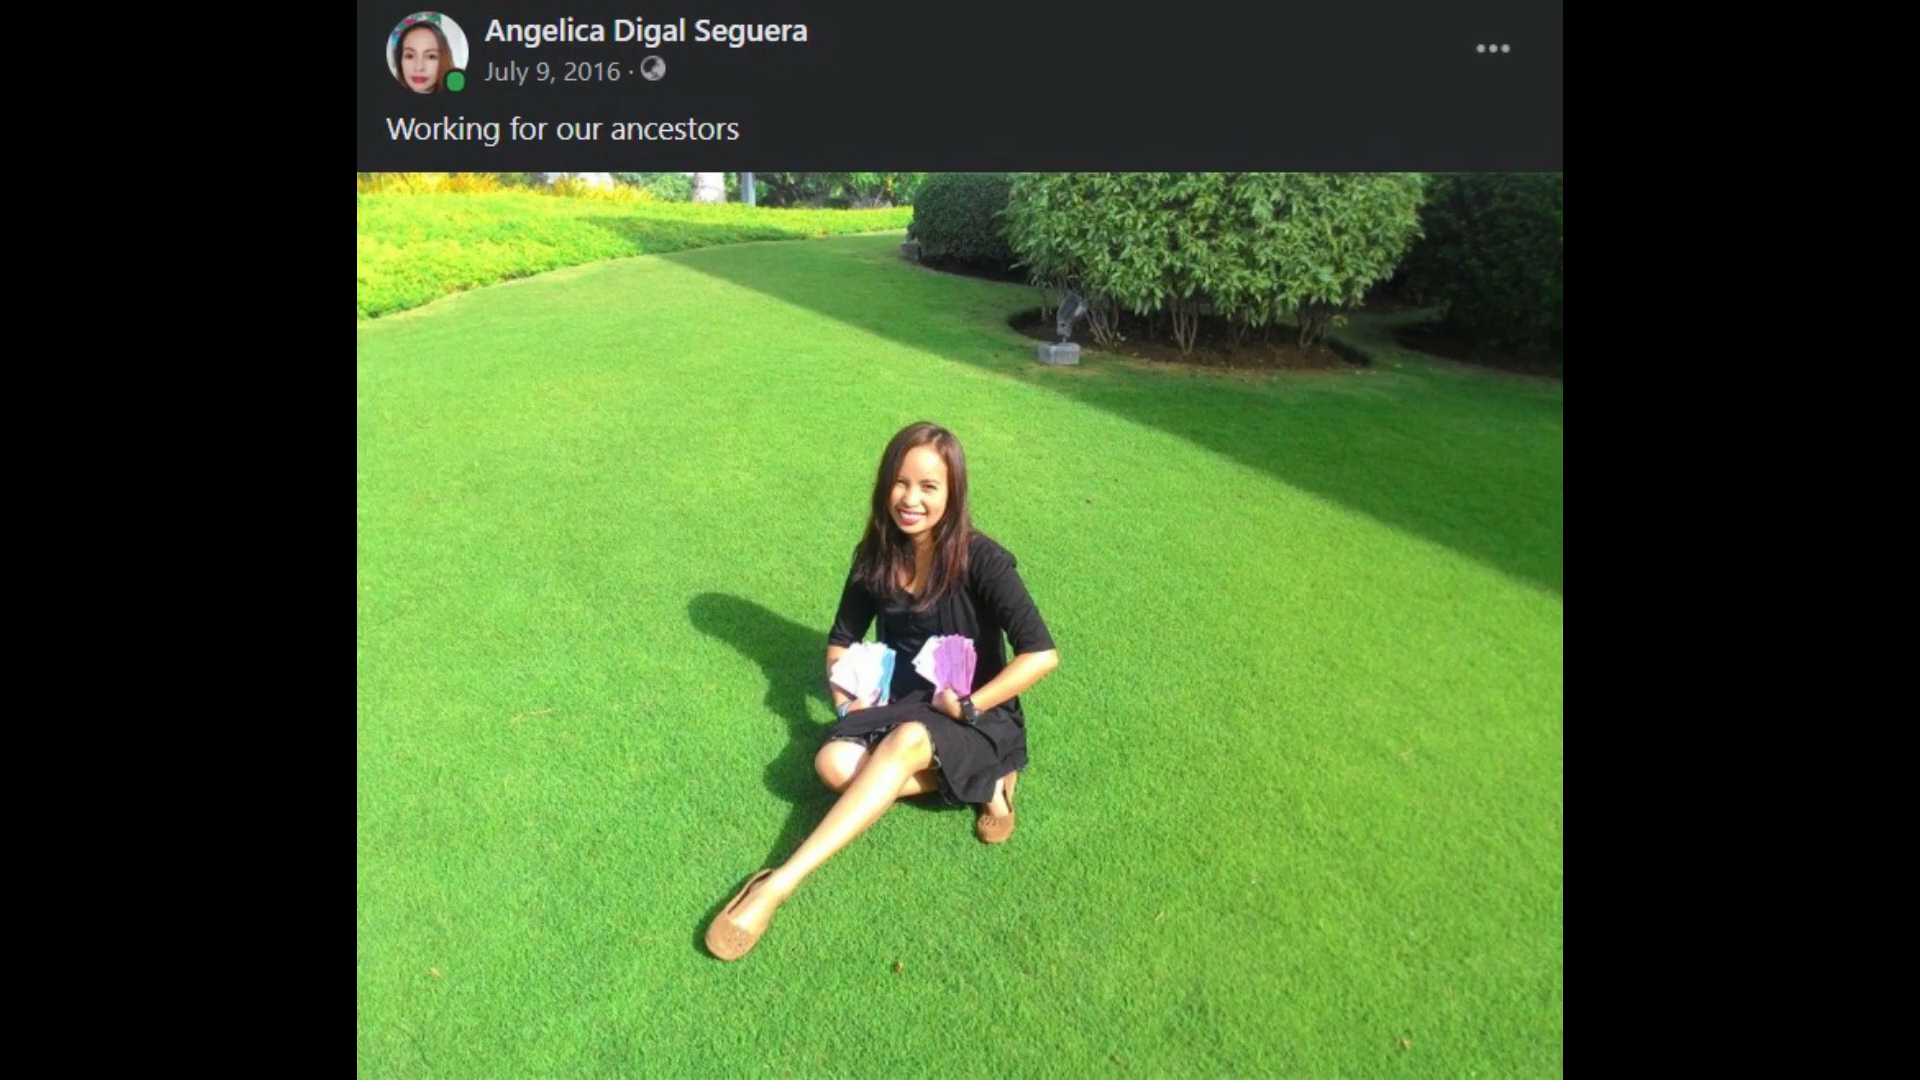 Angelica Digal Seguera
July 9, 2016 ·
Working for our ancestors